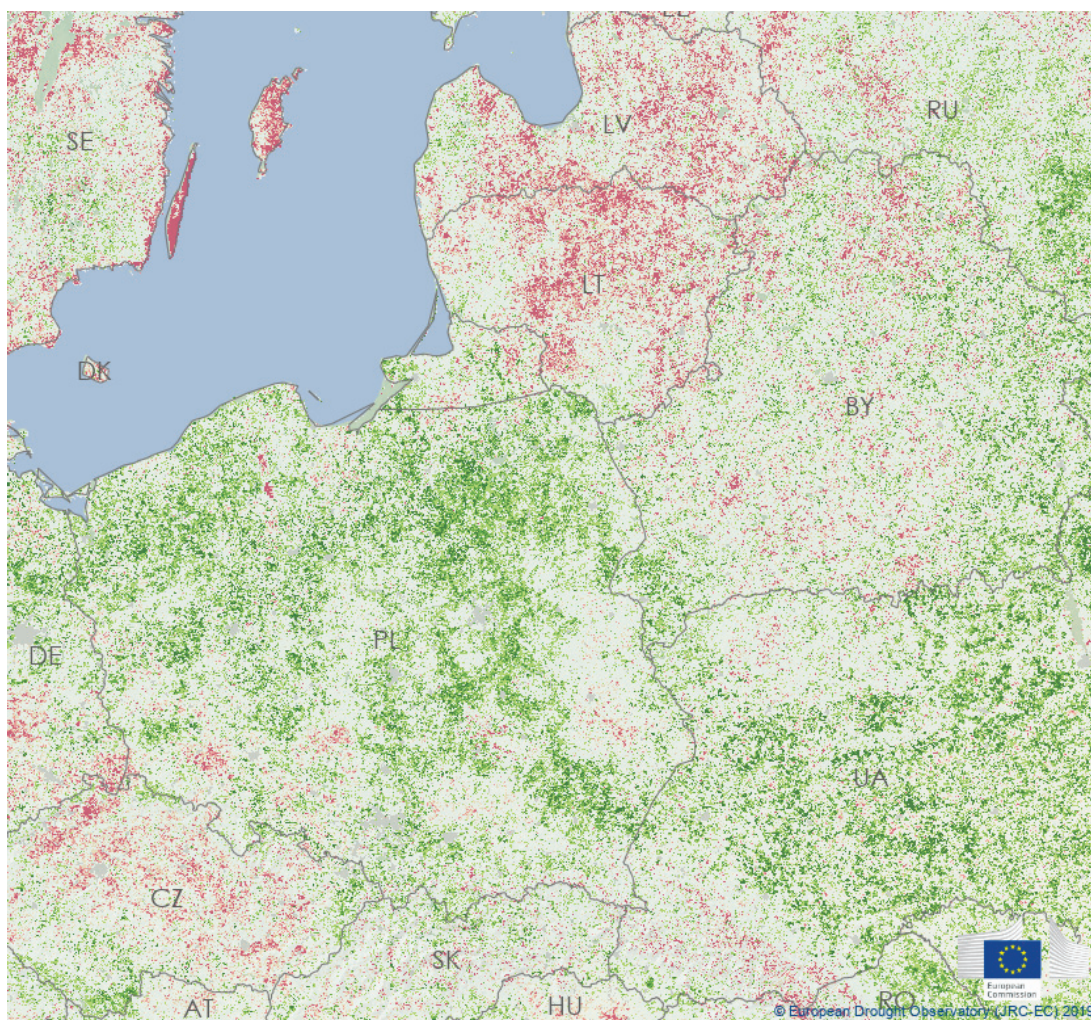 SE
LV
RU
LT
DK
BY
PL
DE
UA
CZ
SK
AT
HU
RO
European
Commission
© European Drought Observatory (JRC-EC) 2018